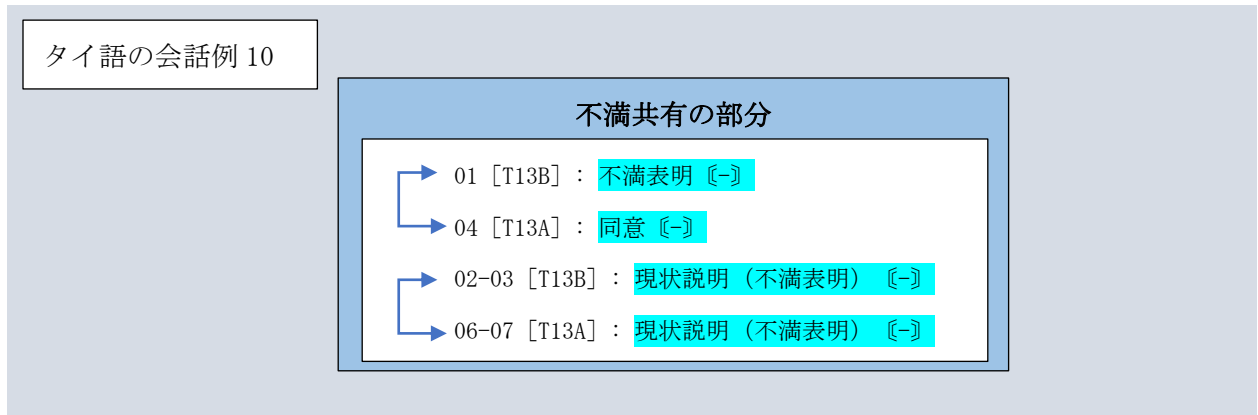 タイ語の会話例 10
不満共有の部分
01 [T13B] : 不満表明〔-〕
04 [T13A] : 同意〔-〕
02-03 [T13B] : 現状説明（不満表明）〔-〕
06-07 [T13A] : 現状説明（不満表明）〔-〕